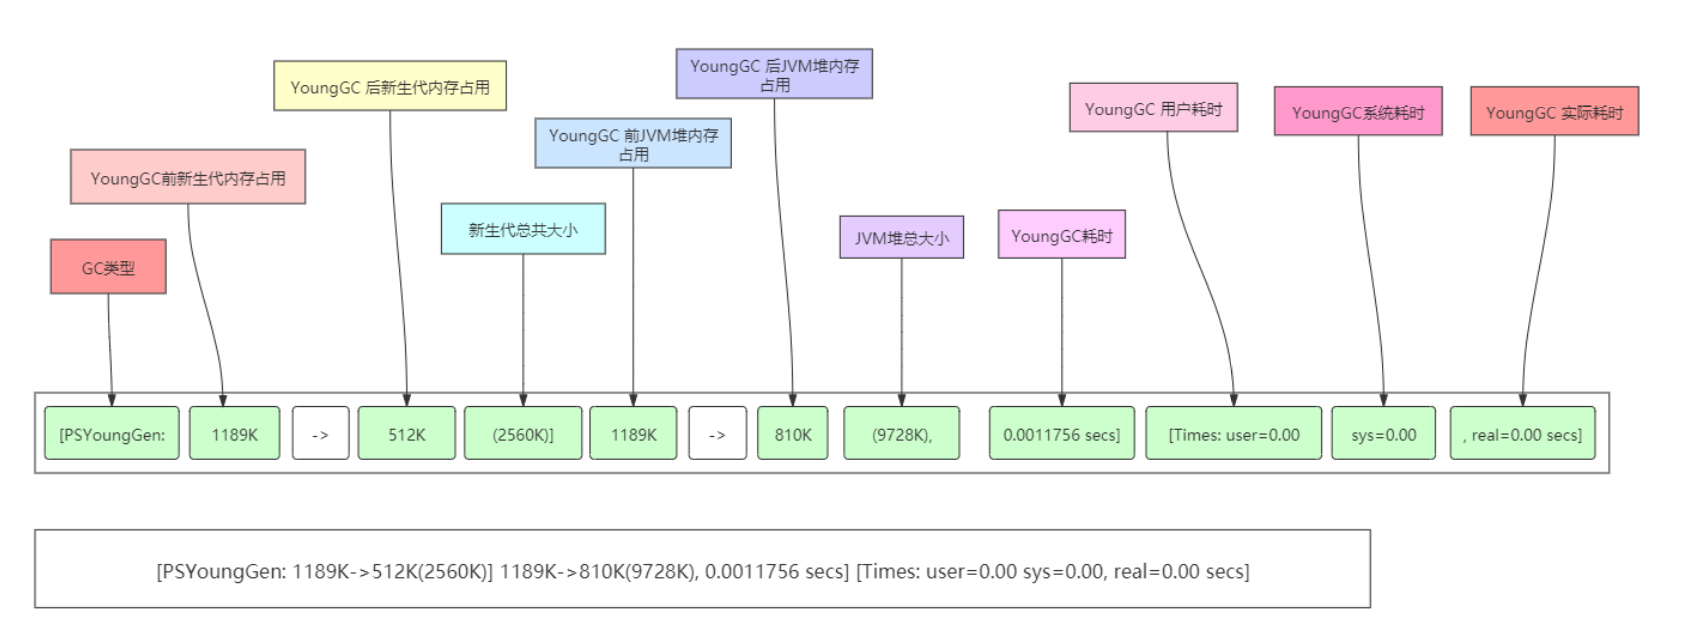 YoungGC 后JVM堆内存
占用
YoungGC 后新生代内存占用
YoungGC 用户耗时
YoungGC系统耗时
YoungGC 实际耗时
YoungGC 前JVM堆内存
占用
YoungGC前新生代内存占用
新生代总共大小
JVM堆总大小
YoungGC耗时
GC类型
[PSYoungGen: 1189K -> 512K (2560K)] 1189K -> 810K (9728K), 0.0011756 secs] [Times: user=0.00 sys=0.00 , real=0.00 secs]
[PSYoungGen: 1189K->512K(2560K)] 1189K->810K(9728K), 0.0011756 secs] [Times: user=0.00 sys=0.00, real=0.00 secs]